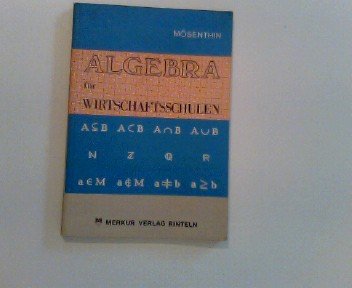 MÖSENTHIN
ALGEBRA
für
WIRTSCHAFTSSCHULEN
A⊆B A⊂B A∩B A∪B
N Z Q R
a∈M a∉M a≠b a≥b
MERKUR VERLAG RINTELN